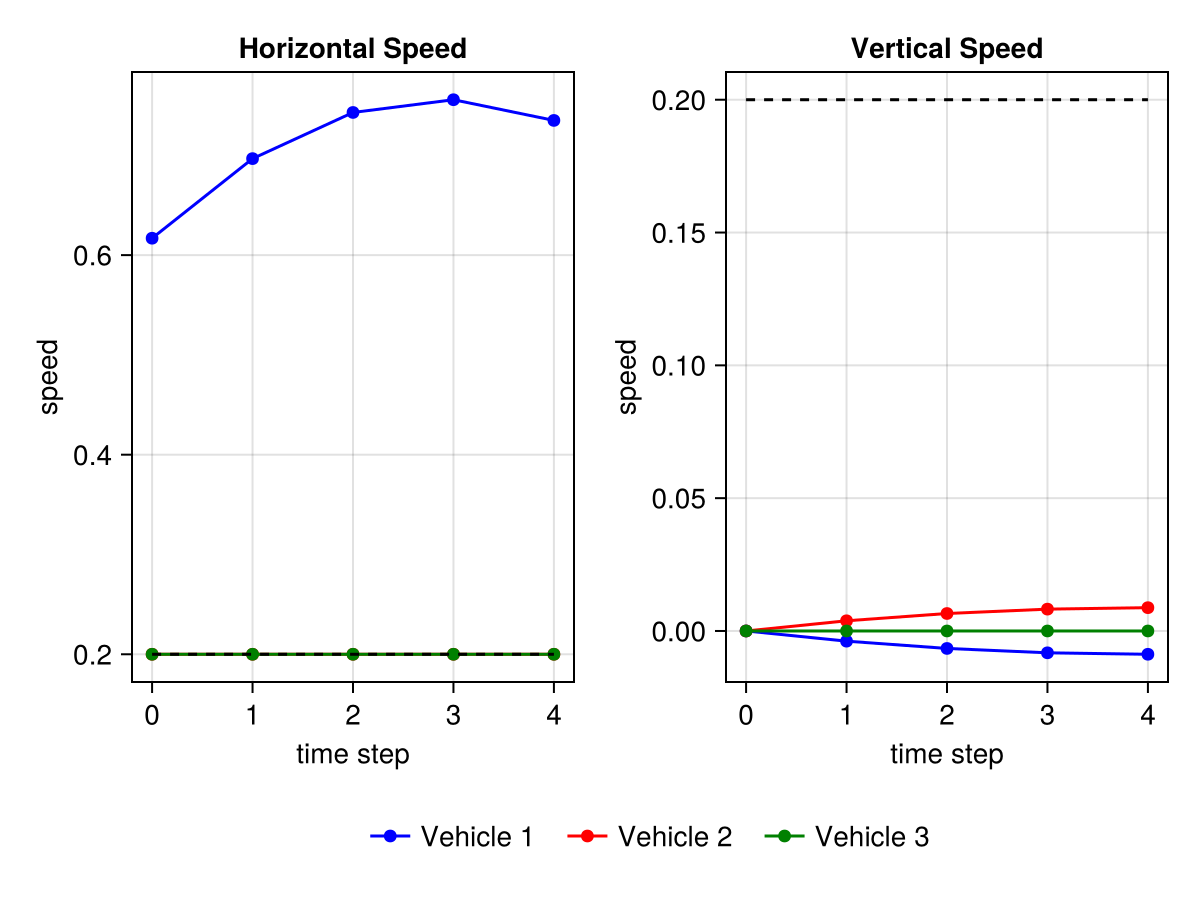 Horizontal Speed
speed
0.6
0.4
0.2
0 1 2 3 4
time step
Vertical Speed
speed
0.20
0.15
0.10
0.05
0.00
0 1 2 3 4
time step
Vehicle 1 Vehicle 2 Vehicle 3